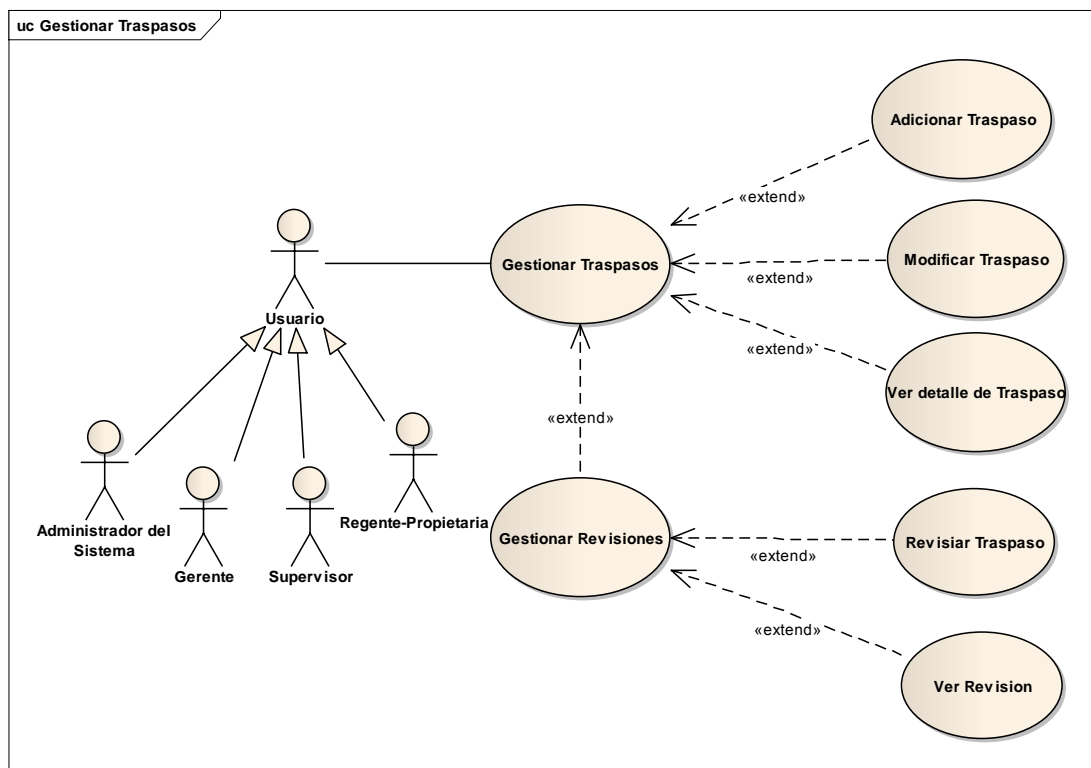 uc Gestionar Traspasos
Adicionar Traspaso
«extend»
Modificar Traspaso
Gestionar Traspasos
«extend»
Usuario
«extend»
Ver detalle de Traspaso
«extend»
Administrador del
Sistema
Gerente
Supervisor
Regente-Propietaria
Gestionar Revisiones
Revisiar Traspaso
«extend»
«extend»
Ver Revision